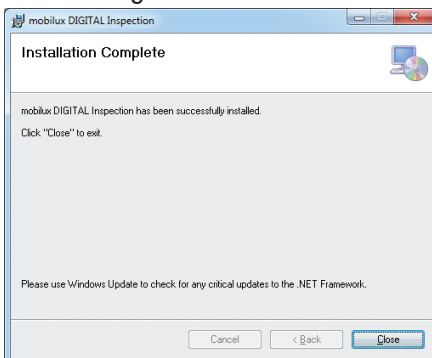 mobilux DIGITAL Inspection
Installation Complete
mobilux DIGITAL Inspection has been successfully installed.
Click "Close" to exit.
Please use Windows Update to check for any critical updates to the .NET Framework.
Cancel
< Back
Close